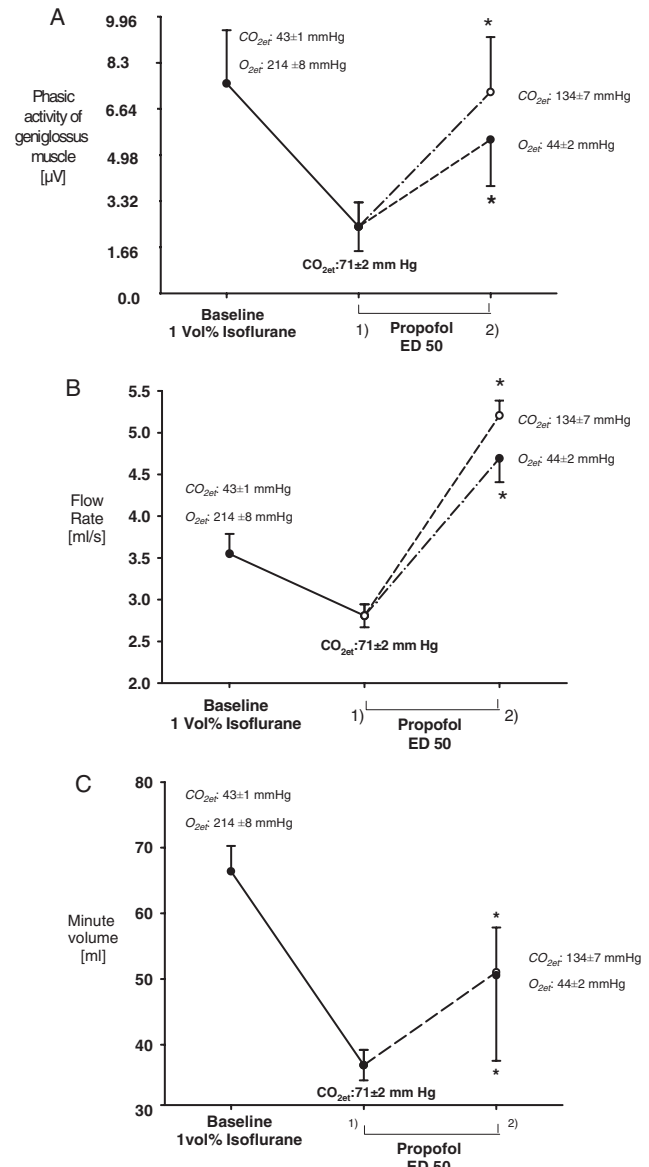 A
9.96
8.3
6.64
4.98
3.32
1.66
0.0
Phasic
activity of
geniglossus
muscle
[µV]
CO2et: 43±1 mmHg
O2et: 214 ±8 mmHg
*
CO2et: 134±7 mmHg
O2et: 44±2 mmHg
*
CO2et:71±2 mm Hg
Baseline
1 Vol% Isoflurane
1)
Propofol
ED 50
2)
B
5.5
5.0
4.5
4.0
3.5
3.0
2.5
2.0
Flow
Rate
[ml/s]
CO2et: 43±1 mmHg
O2et: 214 ±8 mmHg
*
CO2et: 134±7 mmHg
O2et: 44±2 mmHg
*
CO2et:71±2 mm Hg
Baseline
1 Vol% Isoflurane
1)
Propofol
ED 50
2)
C
80
70
60
50
40
30
Minute
volume
[ml]
CO2et: 43±1 mmHg
O2et: 214 ±8 mmHg
*
CO2et: 134±7 mmHg
O2et: 44±2 mmHg
*
CO2et:71±2 mm Hg
Baseline
1vol% Isoflurane
1)
Propofol
ED 50
2)